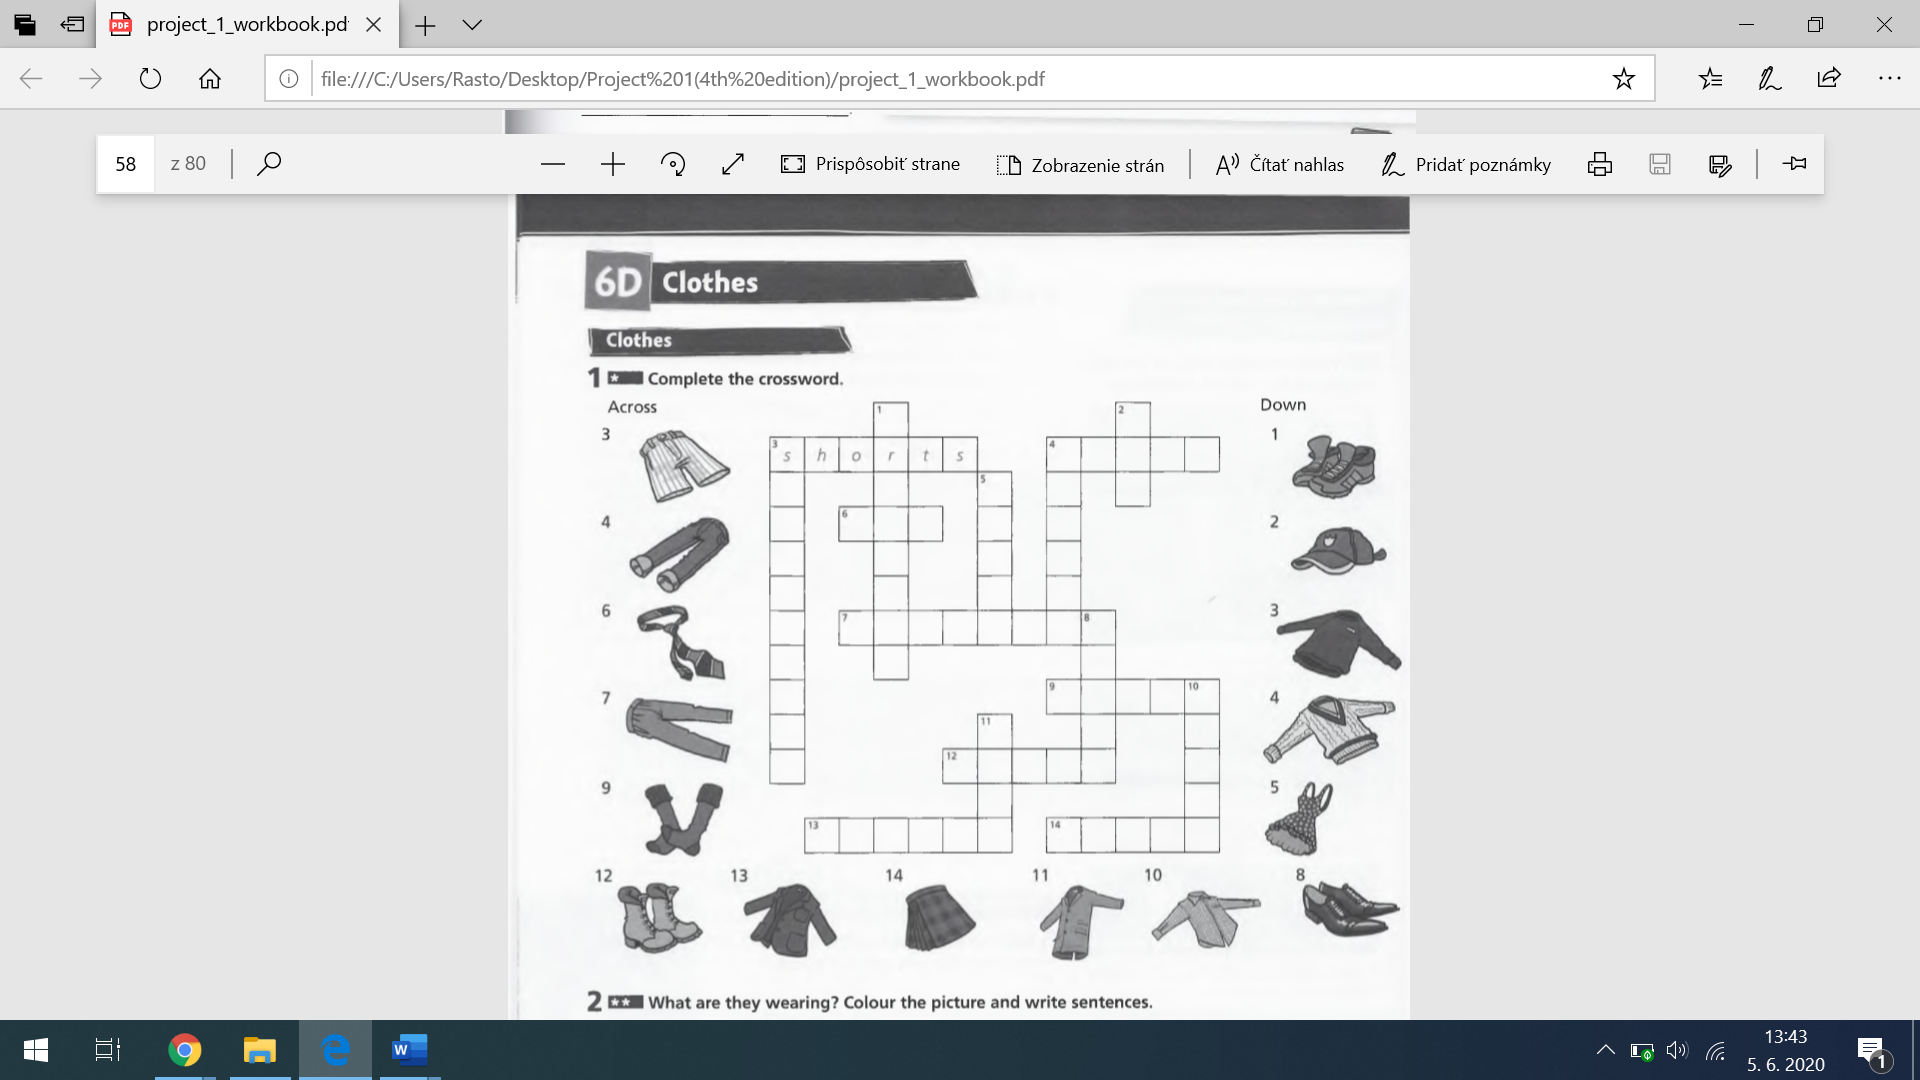 project_1_workbook.pdf
file:///C:/Users/Rasto/Desktop/Project%201(4th%20edition)/project_1_workbook.pdf
58 z 80 Prispôsobiť strane Zobrazenie strán Čítať nahlas Pridať poznámky
6D Clothes
Clothes
1 Complete the crossword.
Across
3
4
6
7
9
12
13
14
1
2
3 s h o r t s
4
5
6
7
8
9
10
11
12
13
14
Down
1
2
3
4
5
11
10
8
2 What are they wearing? Colour the picture and write sentences.
W
13:43
5. 6. 2020
1